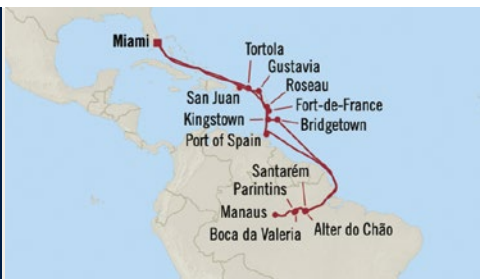 Miami
Tortola
Gustavia
San Juan
Roseau
Fort-de-France
Kingstown
Bridgetown
Port of Spain
Santarém
Parintins
Manaus
Alter do Chão
Boca da Valeria